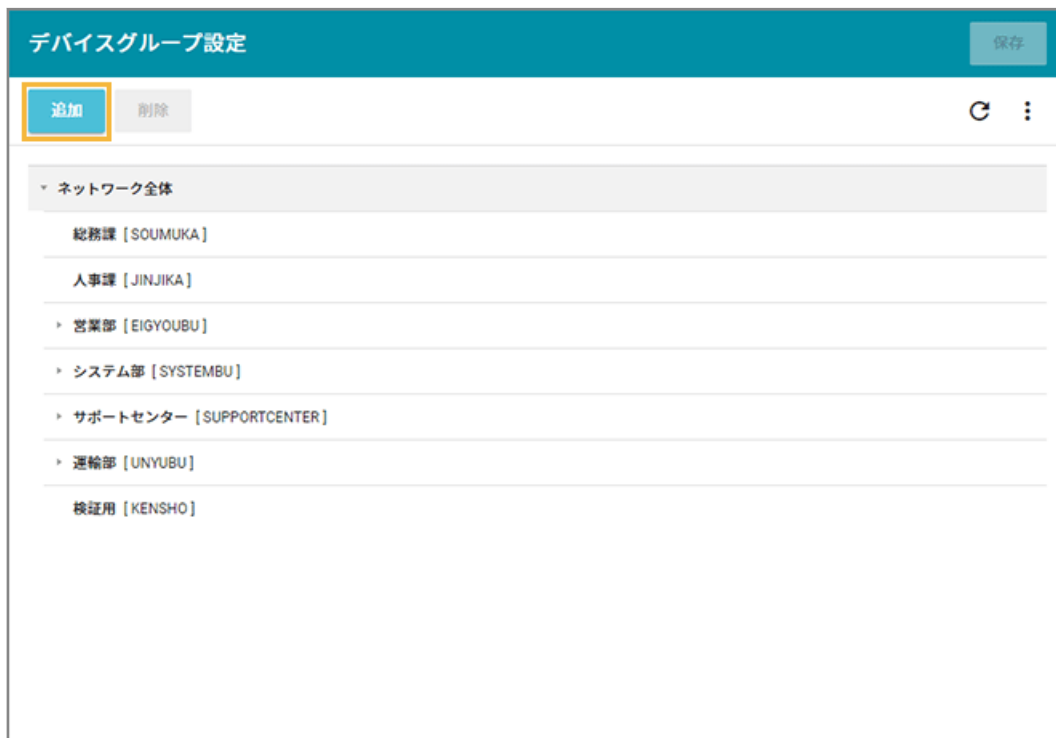 デバイスグループ設定
保存
追加
削除
ネットワーク全体
総務課 [ SOUMUKA ]
人事課 [ JINJIKA ]
営業部 [ EIGYOUBU ]
システム部 [ SYSTEMBU ]
サポートセンター [ SUPPORTCENTER ]
運輸部 [ UNYUBU ]
検証用 [ KENSHO ]